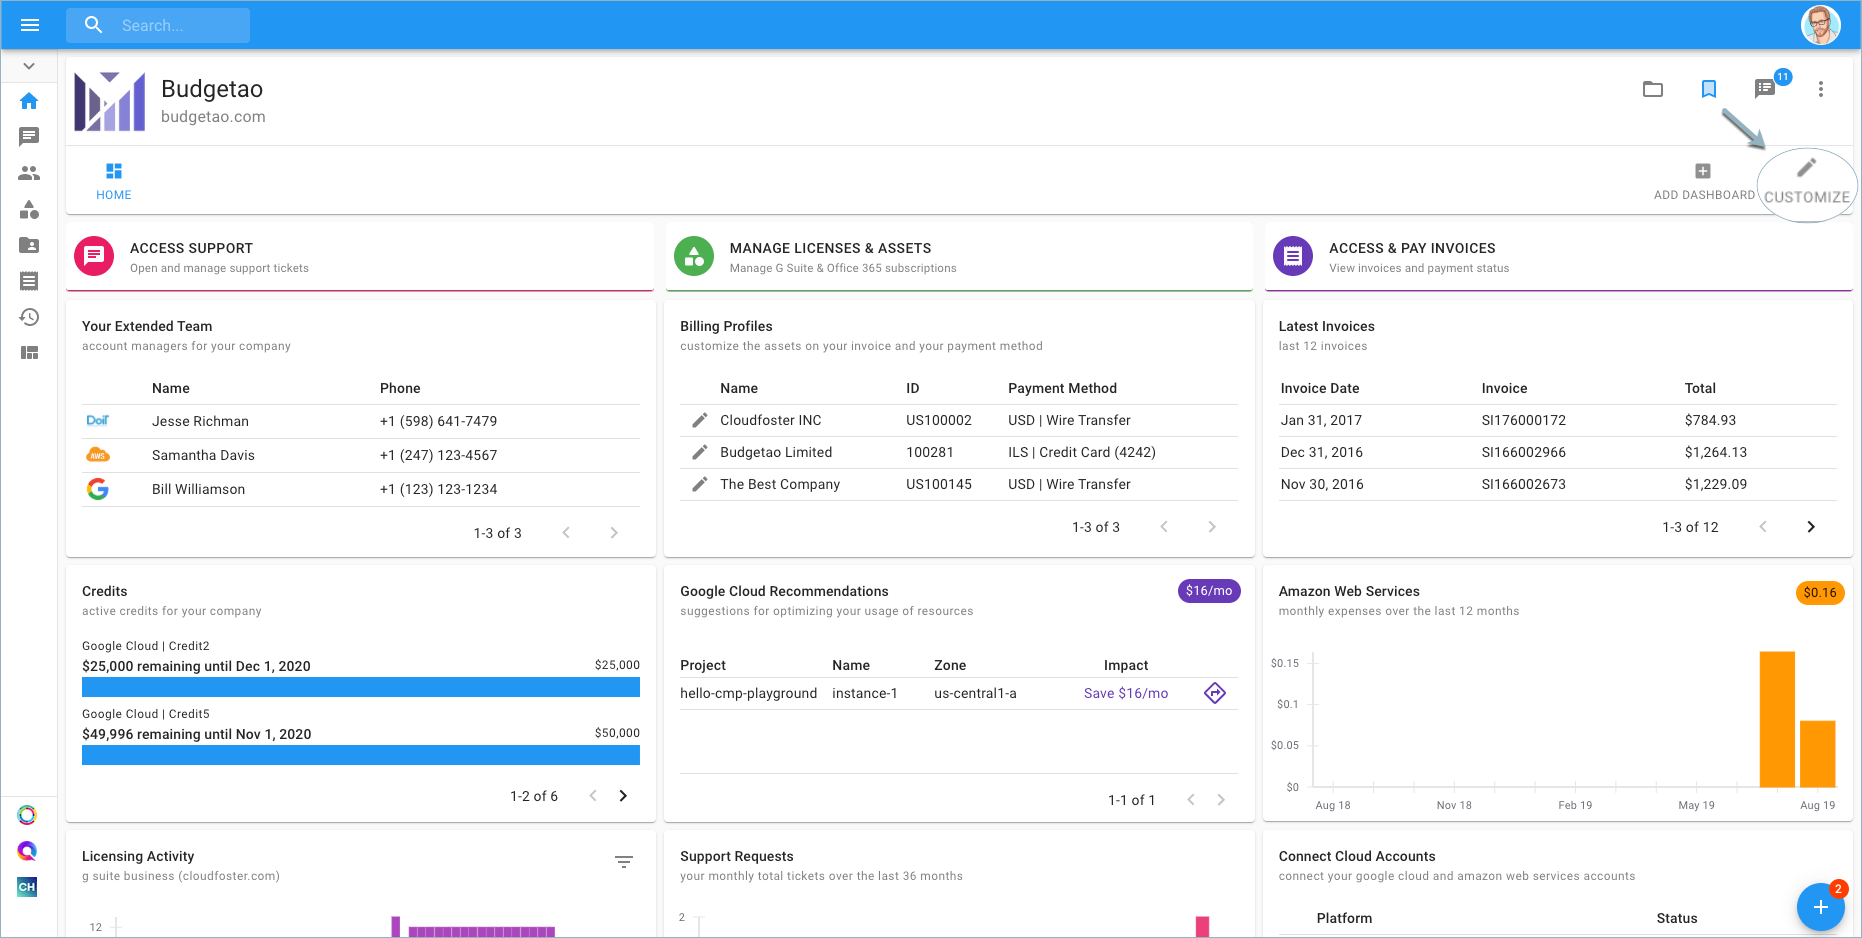 Search...
Budgetao
budgetao.com
11
HOME
ADD DASHBOARD
CUSTOMIZE
ACCESS SUPPORT
Open and manage support tickets
MANAGE LICENSES & ASSETS
Manage G Suite & Office 365 subscriptions
ACCESS & PAY INVOICES
View invoices and payment status
Your Extended Team
account managers for your company
Name Phone
DoiT Jesse Richman +1 (598) 641-7479
AWS Samantha Davis +1 (247) 123-4567
G Bill Williamson +1 (123) 123-1234
1-3 of 3
Billing Profiles
customize the assets on your invoice and your payment method
Name ID Payment Method
Cloudfoster INC US100002 USD | Wire Transfer
Budgetao Limited 100281 ILS | Credit Card (4242)
The Best Company US100145 USD | Wire Transfer
1-3 of 3
Latest Invoices
last 12 invoices
Invoice Date Invoice Total
Jan 31, 2017 SI176000172 $784.93
Dec 31, 2016 SI166002966 $1,264.13
Nov 30, 2016 SI166002673 $1,229.09
1-3 of 12
Credits
active credits for your company
Google Cloud | Credit2
$25,000 remaining until Dec 1, 2020 $25,000
Google Cloud | Credit5
$49,996 remaining until Nov 1, 2020 $50,000
1-2 of 6
Google Cloud Recommendations
$16/mo
suggestions for optimizing your usage of resources
Project Name Zone Impact
hello-cmp-playground instance-1 us-central1-a Save $16/mo
1-1 of 1
Amazon Web Services
$0.16
monthly expenses over the last 12 months
$0.15
$0.1
$0.05
$0
Aug 18 Nov 18 Feb 19 May 19 Aug 19
CH
Licensing Activity
g suite business (cloudfoster.com)
12
Support Requests
your monthly total tickets over the last 36 months
2
Connect Cloud Accounts
connect your google cloud and amazon web services accounts
Platform Status
2